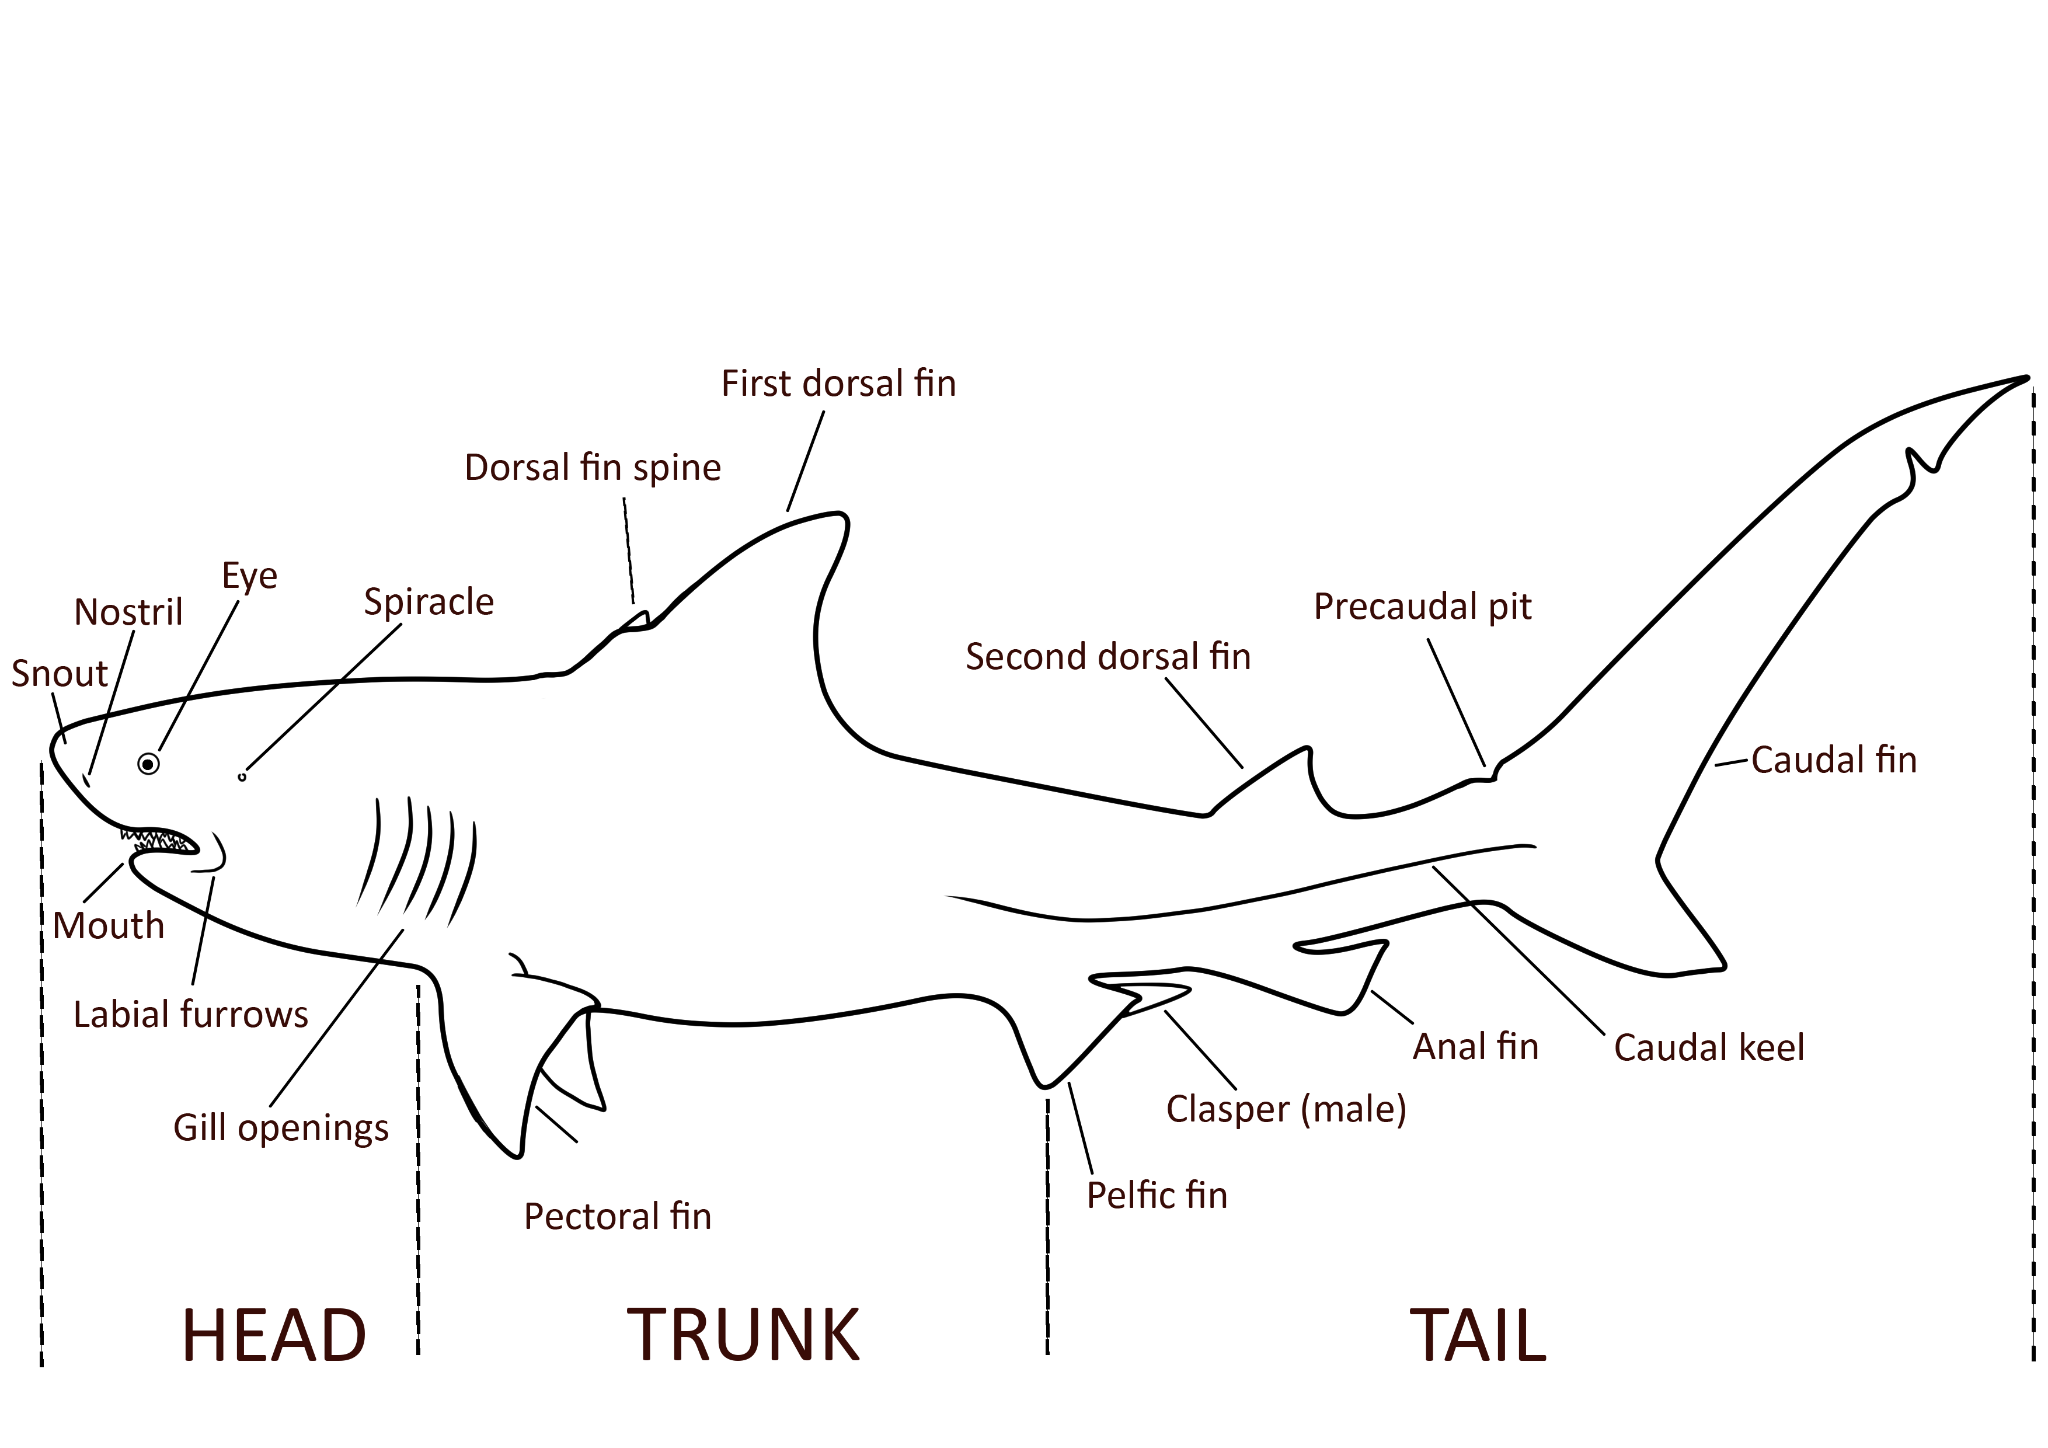 First dorsal fin
Dorsal fin spine
Eye
Spiracle
Nostril
Precaudal pit
Second dorsal fin
Snout
Caudal fin
Mouth
Labial furrows
Anal fin
Caudal keel
Clasper (male)
Gill openings
Pelfic fin
Pectoral fin
HEAD
TRUNK
TAIL